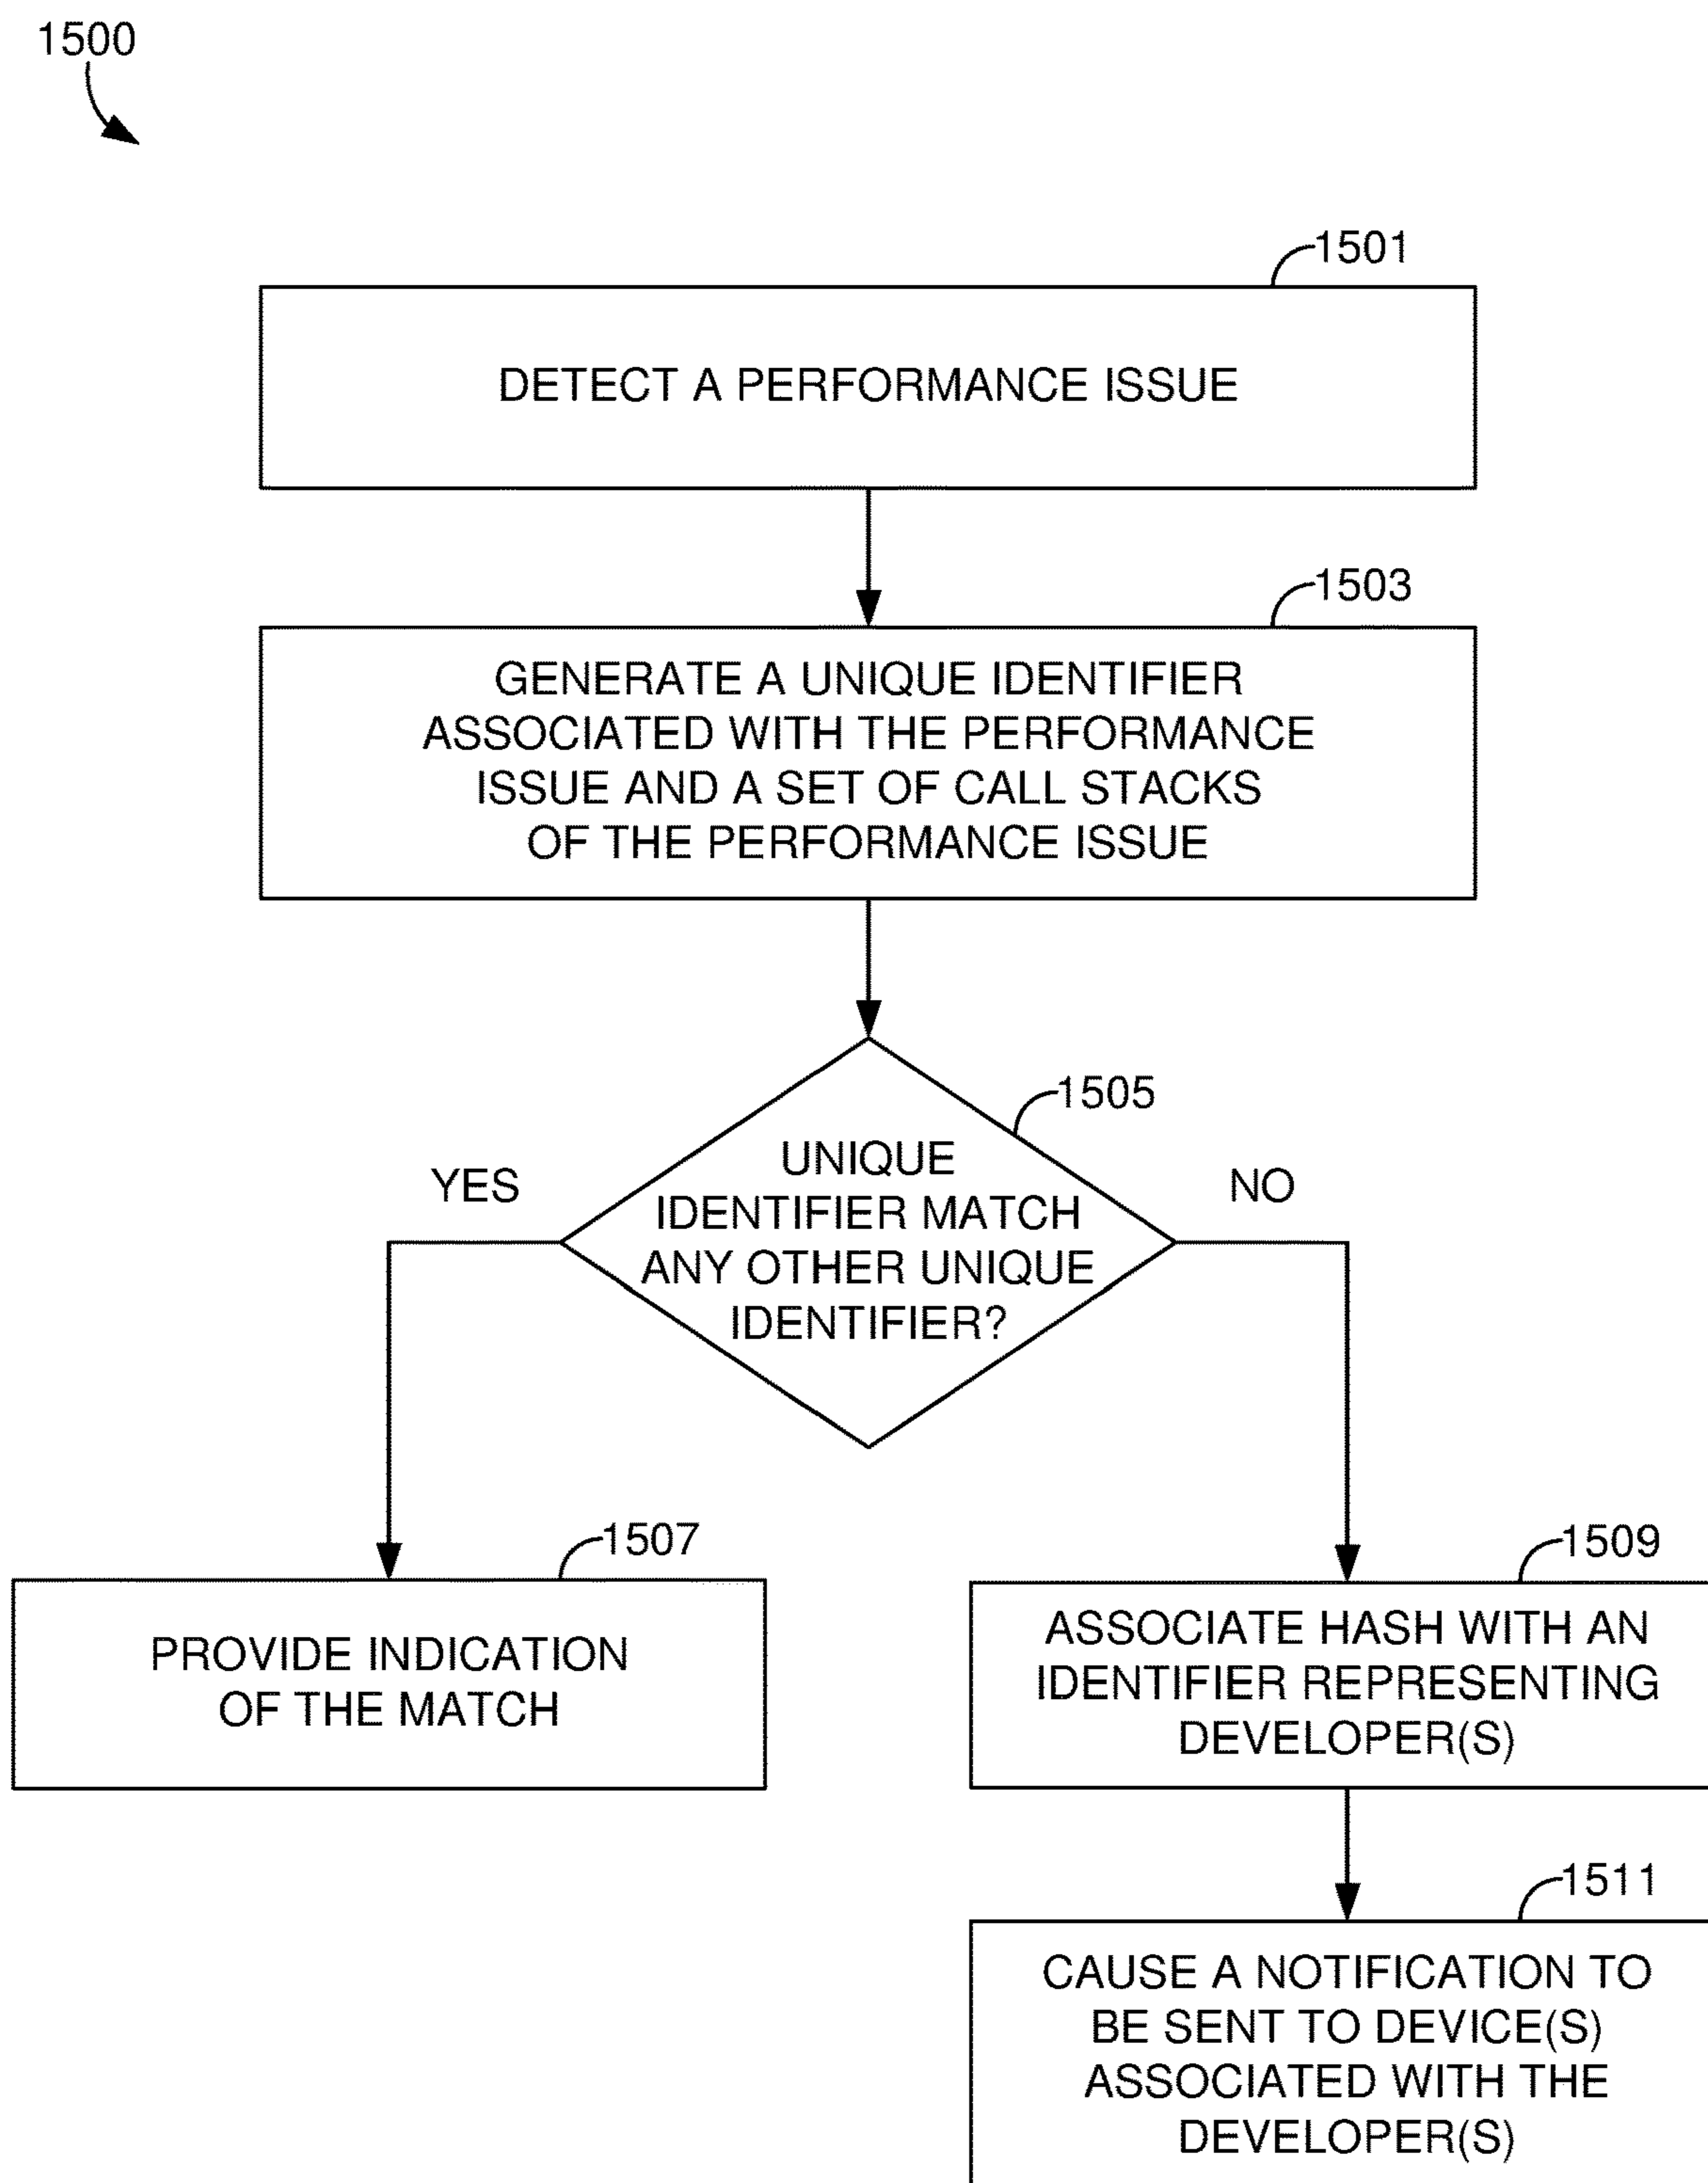 1500
1501
DETECT A PERFORMANCE ISSUE
1503
GENERATE A UNIQUE IDENTIFIER
ASSOCIATED WITH THE PERFORMANCE
ISSUE AND A SET OF CALL STACKS
OF THE PERFORMANCE ISSUE
1505
UNIQUE
IDENTIFIER MATCH
ANY OTHER UNIQUE
IDENTIFIER?
YES
NO
1507
PROVIDE INDICATION
OF THE MATCH
1509
ASSOCIATE HASH WITH AN
IDENTIFIER REPRESENTING
DEVELOPER(S)
1511
CAUSE A NOTIFICATION TO
BE SENT TO DEVICE(S)
ASSOCIATED WITH THE
DEVELOPER(S)